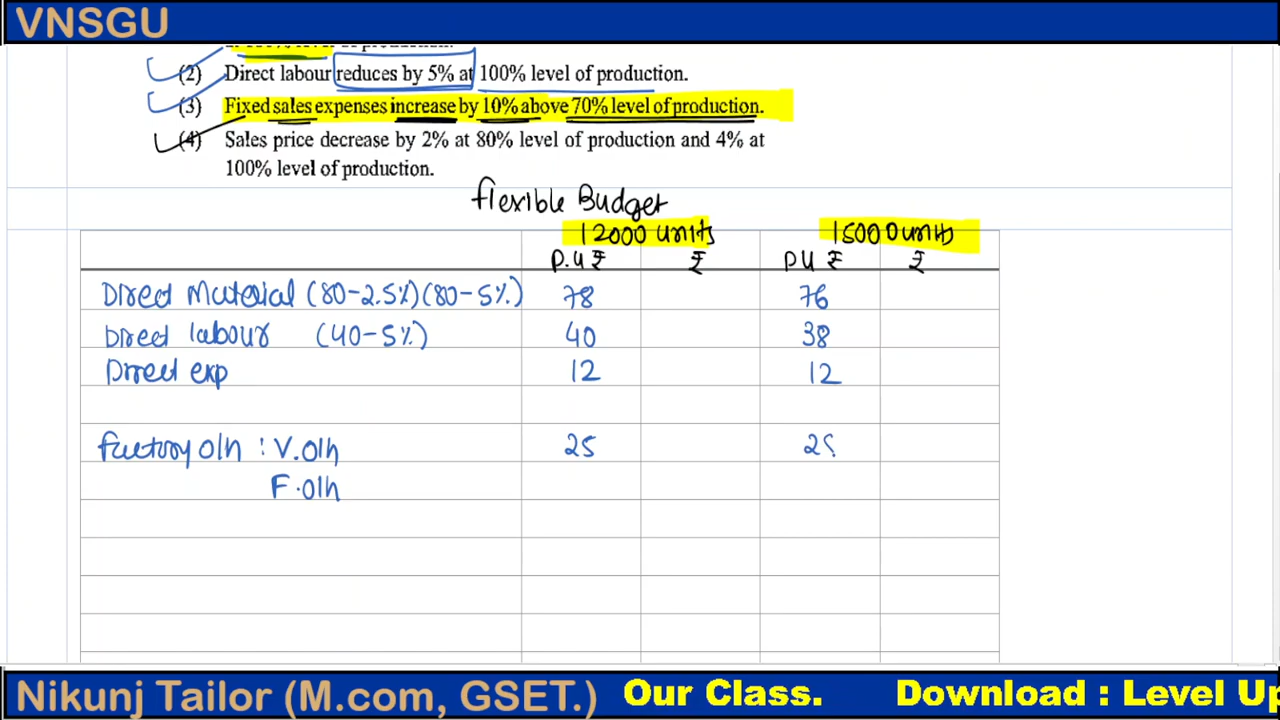 VNSGU
(2) Direct labour reduces by 5% at 100% level of production.
(3) Fixed sales expenses increase by 10% above 70% level of production.
(4) Sales price decrease by 2% at 80% level of production and 4% at
100% level of production.
flexible Budget
12000 units 15000 units
P.U ₹ ₹ P U ₹ ₹
Direct Material (80-2.5%)(80-5%) 78 76
Direct labour (40-5%) 40 38
Direct exp 12 12
Factory o/h : V.o/h 25
F.o/h
Nikunj Tailor (M.com, GSET.) Our Class. Download : Level Up